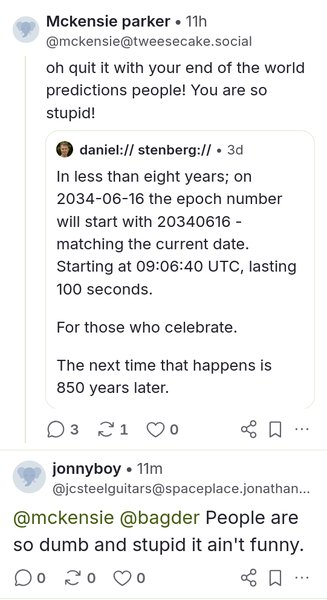 Mckensie parker • 11h
@mckensie@tweesecake.social
oh quit it with your end of the world
predictions people! You are so
stupid!
daniel:// stenberg:// • 3d
In less than eight years; on
2034-06-16 the epoch number
will start with 20340616 -
matching the current date.
Starting at 09:06:40 UTC, lasting
100 seconds.
For those who celebrate.
The next time that happens is
850 years later.
3 1 0
jonnyboy • 11m
@jcsteelguitars@spaceplace.jonathan...
@mckensie @bagder People are
so dumb and stupid it ain't funny.
0 0 0